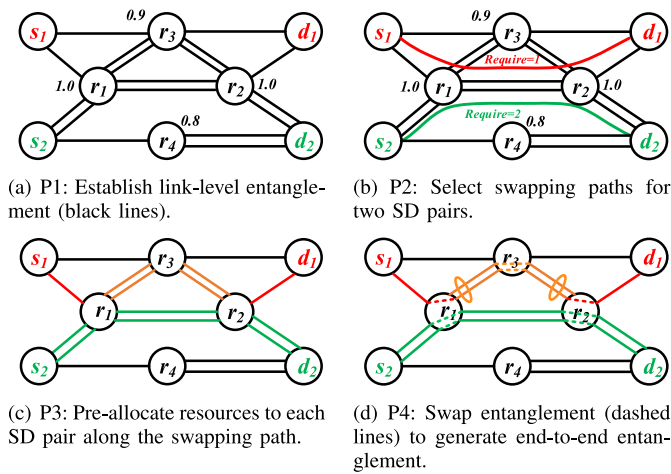 0.9
s1 r3 d1
1.0 r1 r2 1.0
0.8
s2 r4 d2
(a) P1: Establish link-level entangle-
ment (black lines).
0.9
s1 r3 d1
Require=1
1.0 r1 r2 1.0
Require=2
0.8
s2 r4 d2
(b) P2: Select swapping paths for
two SD pairs.
s1 r3 d1
r1 r2
s2 r4 d2
(c) P3: Pre-allocate resources to each
SD pair along the swapping path.
s1 r3 d1
r1 r2
s2 r4 d2
(d) P4: Swap entanglement (dashed
lines) to generate end-to-end entan-
glement.